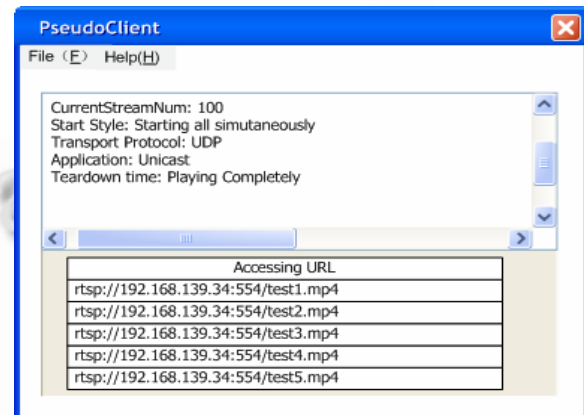 PseudoClient
File （F） Help(H)
CurrentStreamNum: 100
Start Style: Starting all simutaneously
Transport Protocol: UDP
Application: Unicast
Teardown time: Playing Completely
Accessing URL
rtsp://192.168.139.34:554/test1.mp4
rtsp://192.168.139.34:554/test2.mp4
rtsp://192.168.139.34:554/test3.mp4
rtsp://192.168.139.34:554/test4.mp4
rtsp://192.168.139.34:554/test5.mp4